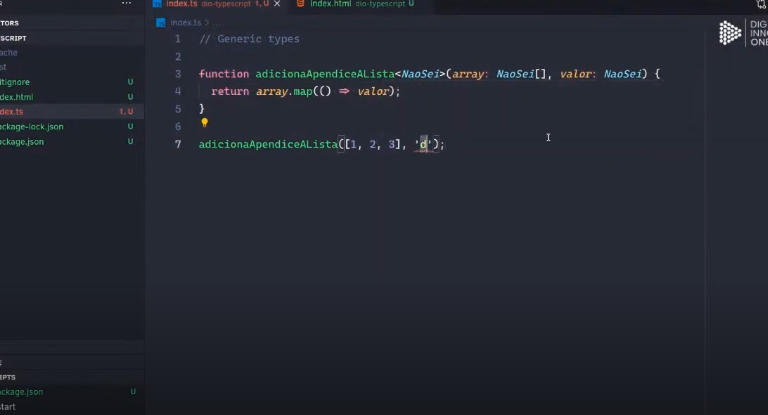 index.ts dio-typescript 1, U
index.html dio-typescript U
DIG
INN
ONE
TORS
SCRIPT
ache
st
itignore U
dex.html U
dex.ts 1, U
ackage-lock.json U
ackage.json U
index.ts > ...
1 // Generic types
2
3 function adicionaApendiceALista<NaoSei>(array: NaoSei[], valor: NaoSei) {
4 return array.map(() => valor);
5 }
6
7 adicionaApendiceALista([1, 2, 3], 'd');
IPTS
ackage.json U
start